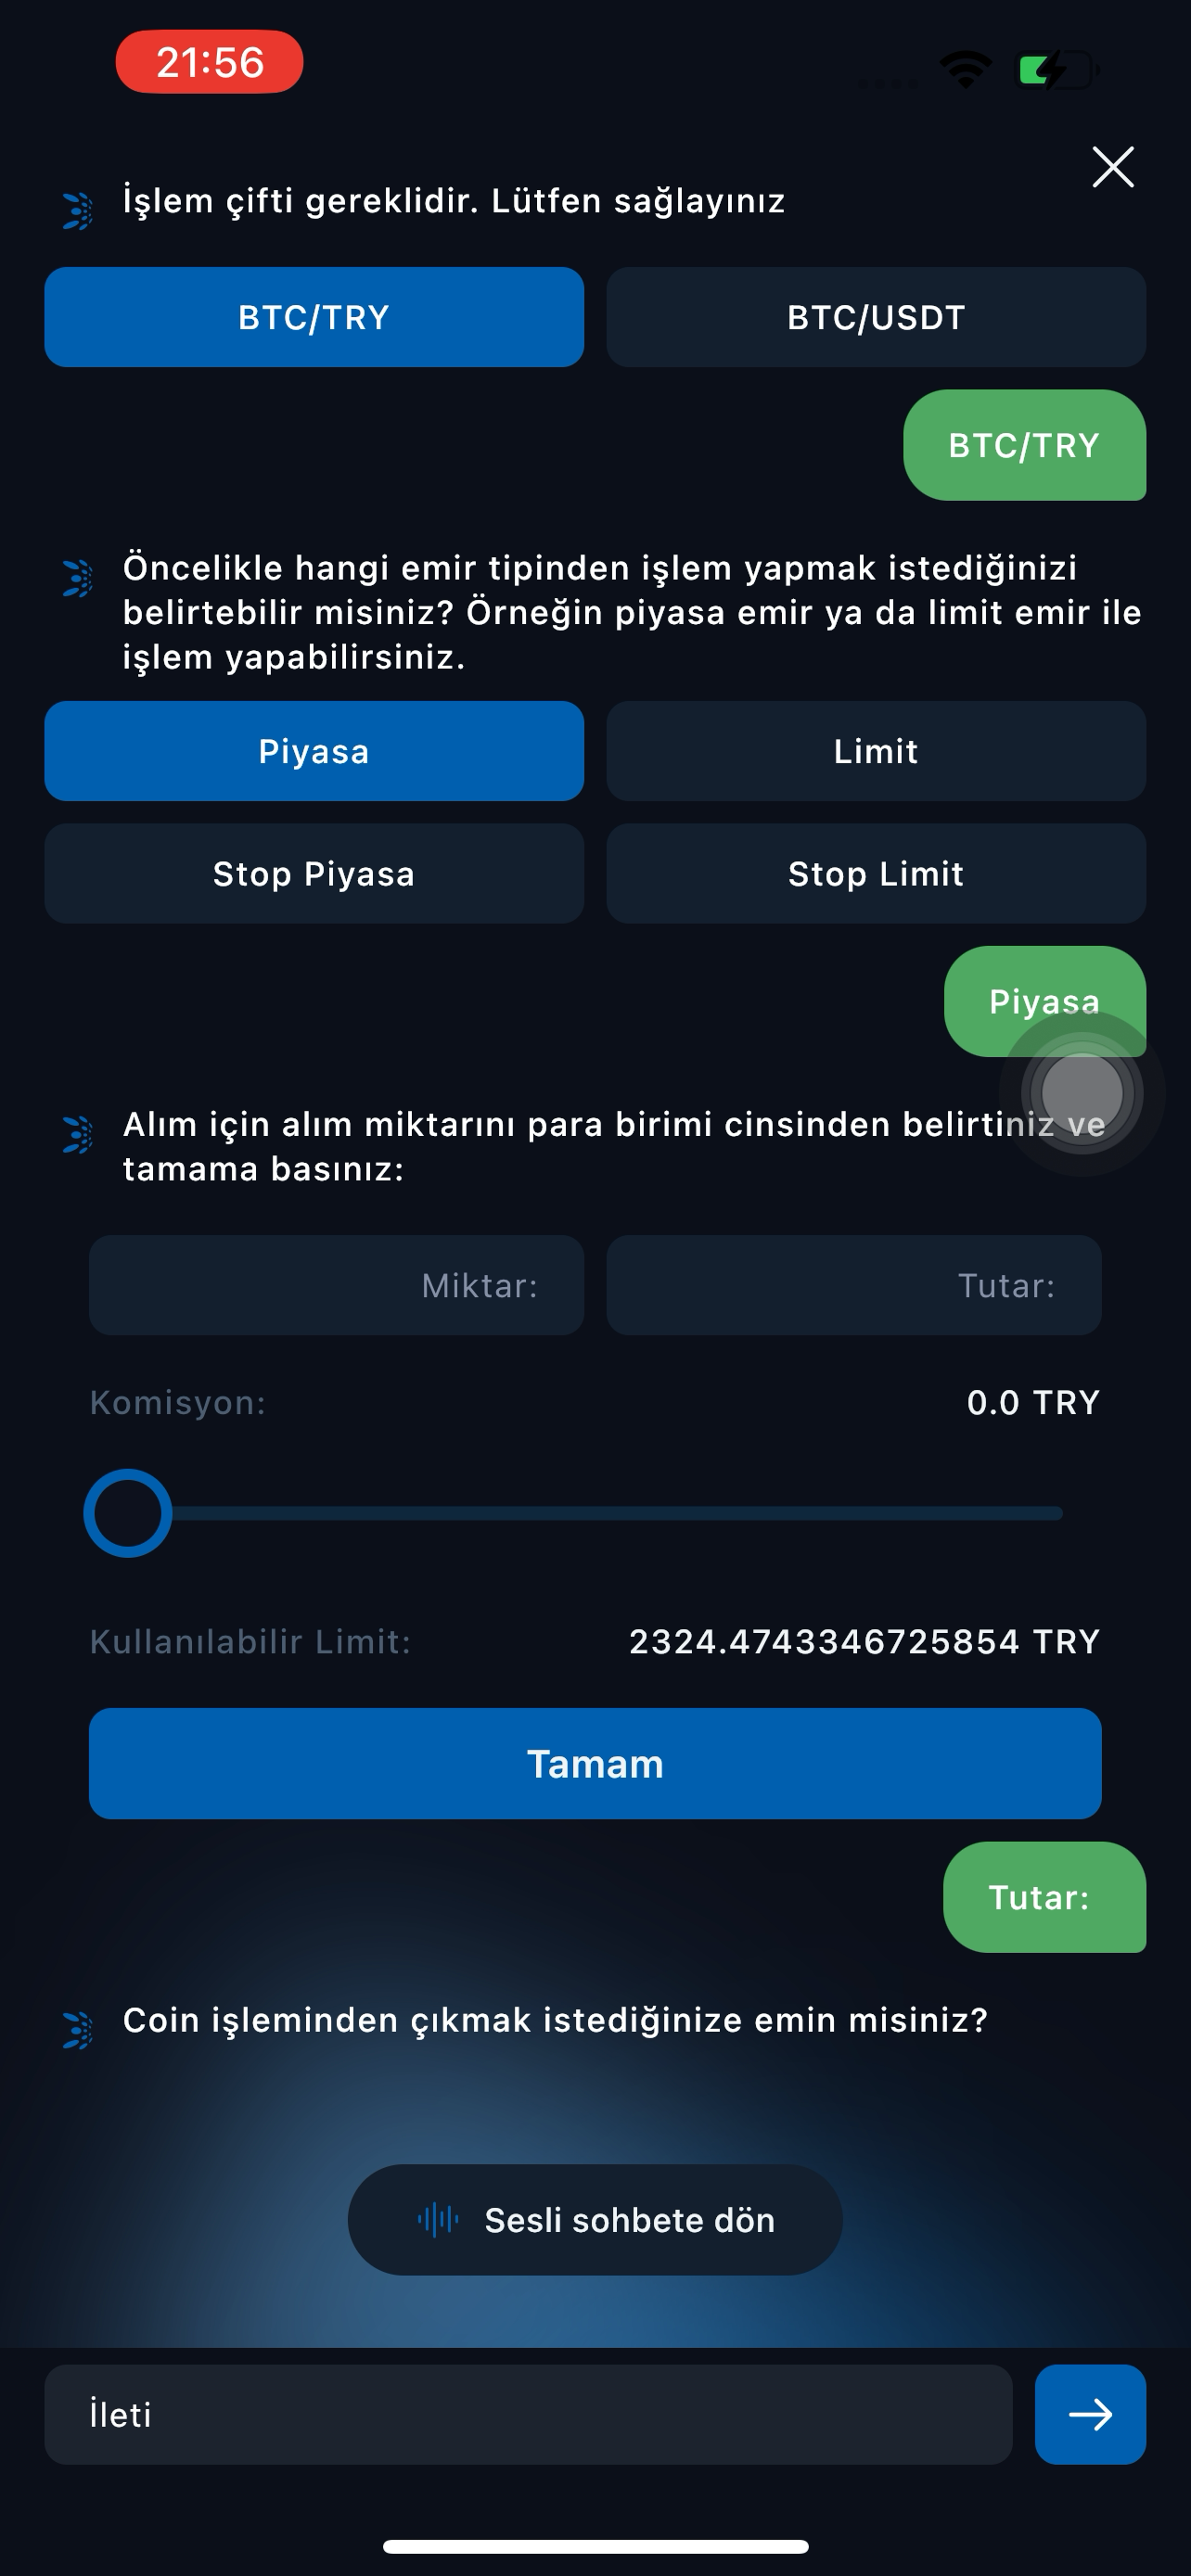 21:56
İşlem çifti gereklidir. Lütfen sağlayınız
BTC/TRY
BTC/USDT
BTC/TRY
Öncelikle hangi emir tipinden işlem yapmak istediğinizi
belirtebilir misiniz? Örneğin piyasa emir ya da limit emir ile
işlem yapabilirsiniz.
Piyasa
Limit
Stop Piyasa
Stop Limit
Piyasa
Alım için alım miktarını para birimi cinsinden belirtiniz ve
tamama basınız:
Miktar:
Tutar:
Komisyon:
0.0 TRY
Kullanılabilir Limit:
2324.4743346725854 TRY
Tamam
Tutar:
Coin işleminden çıkmak istediğinize emin misiniz?
Sesli sohbete dön
İleti